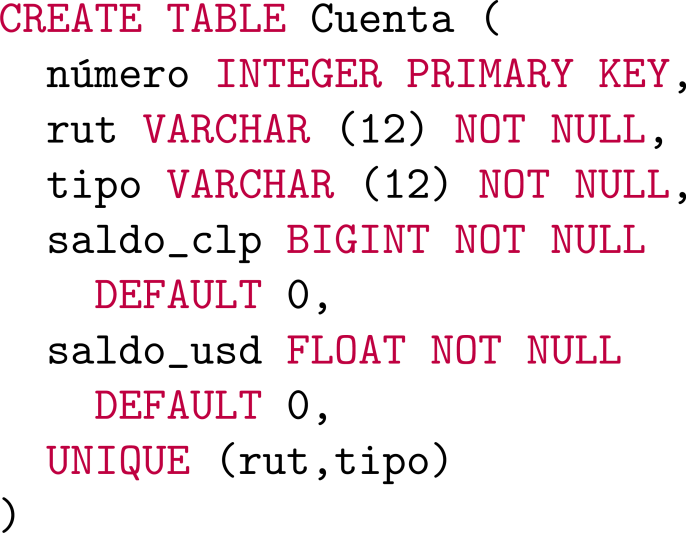 CREATE TABLE Cuenta (
número INTEGER PRIMARY KEY,
rut VARCHAR (12) NOT NULL,
tipo VARCHAR (12) NOT NULL,
saldo_clp BIGINT NOT NULL
DEFAULT 0,
saldo_usd FLOAT NOT NULL
DEFAULT 0,
UNIQUE (rut,tipo)
)